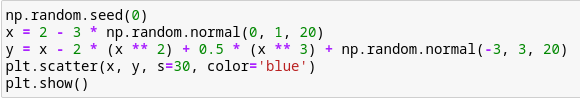 np.random.seed(0)
x = 2 - 3 * np.random.normal(0, 1, 20)
y = x - 2 * (x ** 2) + 0.5 * (x ** 3) + np.random.normal(-3, 3, 20)
plt.scatter(x, y, s=30, color='blue')
plt.show()